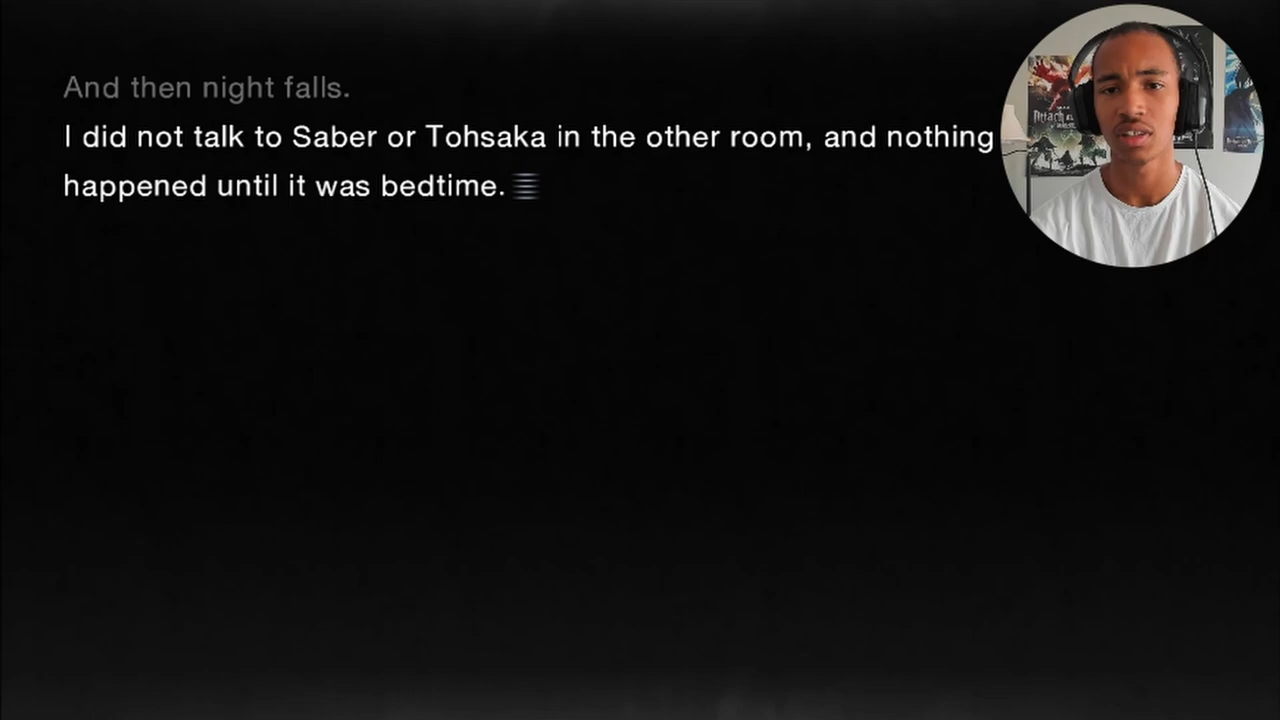 And then night falls.
I did not talk to Saber or Tohsaka in the other room, and nothing
happened until it was bedtime.
Attack